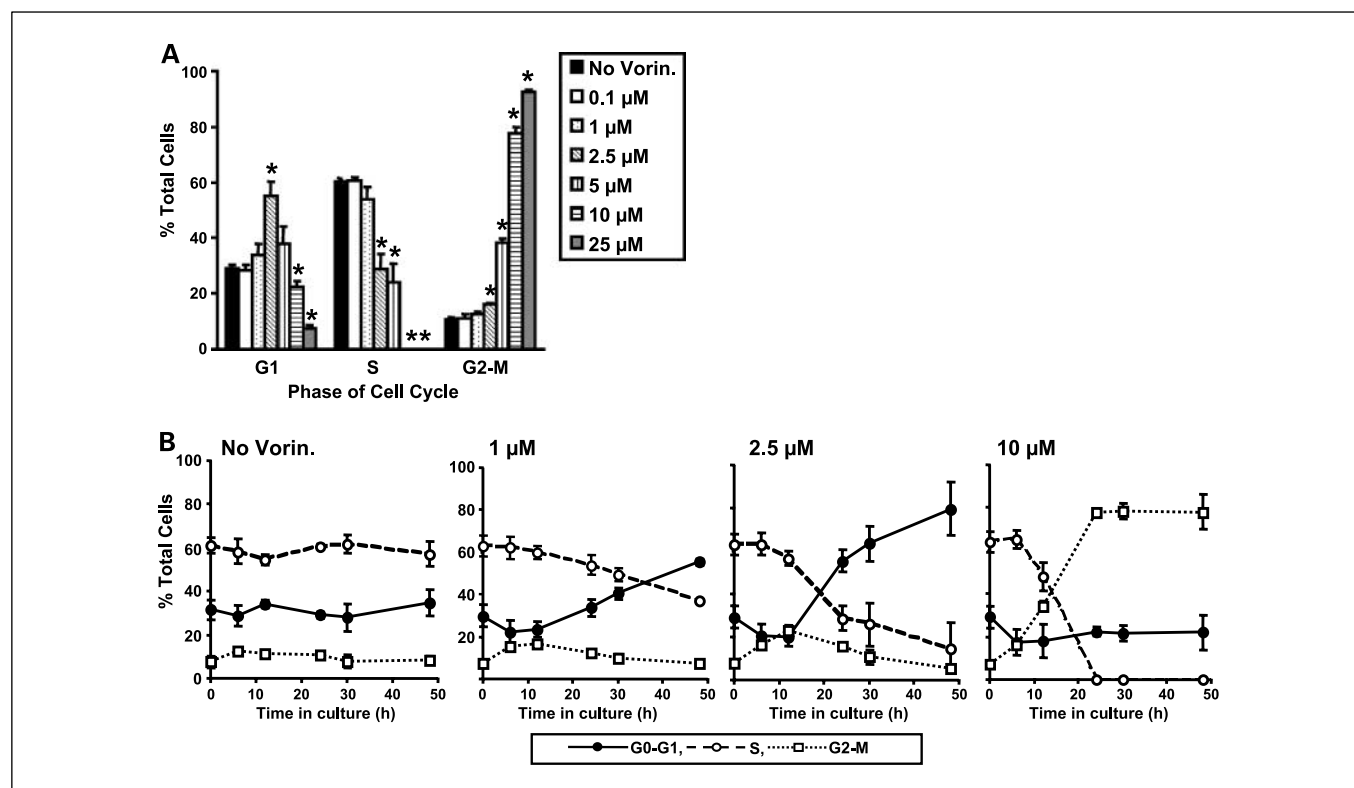 A
100
80
60
40
20
0
% Total Cells
* * * * * ** * * * *
G1 S G2-M
Phase of Cell Cycle
No Vorin.
0.1 µM
1 µM
2.5 µM
5 µM
10 µM
25 µM
B
No Vorin.
100
80
60
40
20
0
% Total Cells
0 10 20 30 40 50
Time in culture (h)
1 µM
100
80
60
40
20
0 10 20 30 40 50
Time in culture (h)
2.5 µM
0 10 20 30 40 50
Time in culture (h)
10 µM
0 10 20 30 40 50
Time in culture (h)
G0-G1, S, G2-M